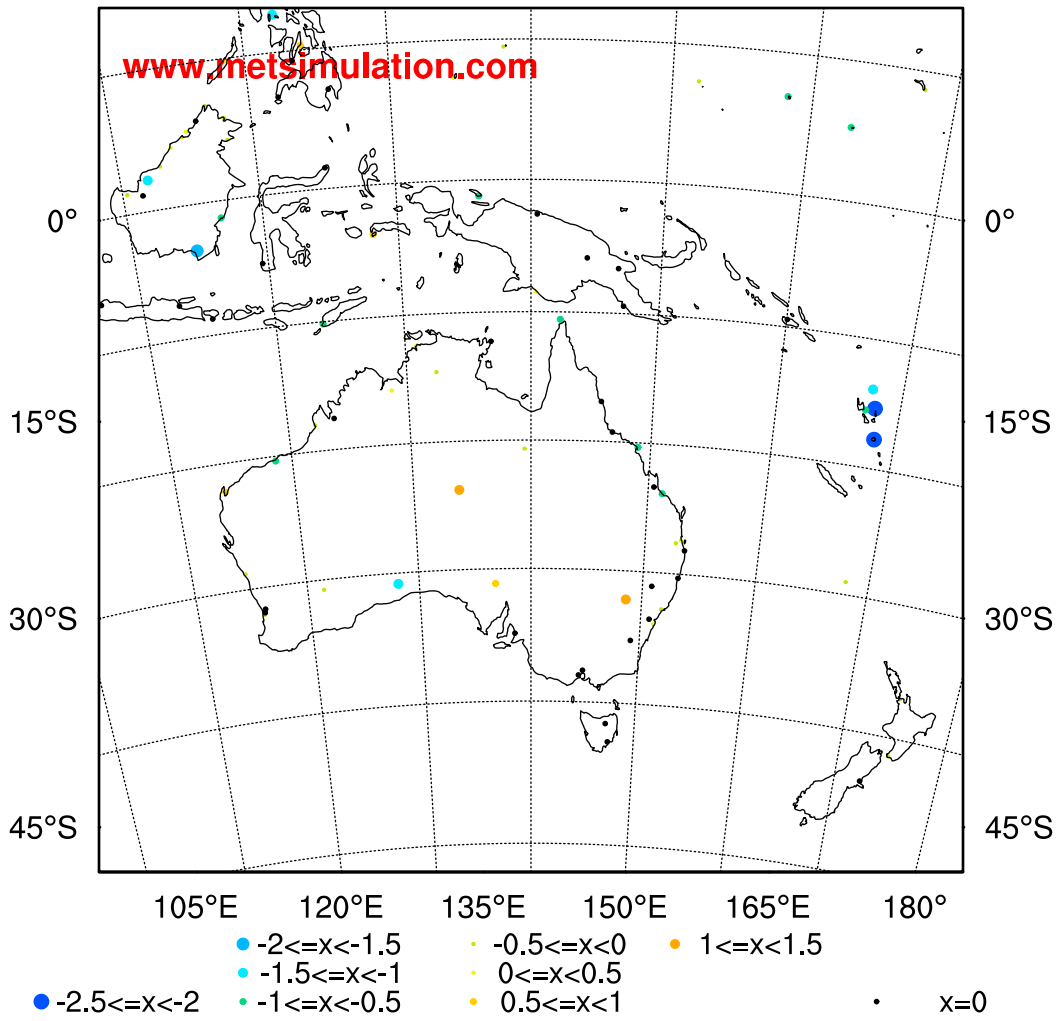 www.metsimulation.com
0° 0°
15°S 15°S
30°S 30°S
45°S 45°S
105°E 120°E 135°E 150°E 165°E 180°
-2<=x<-1.5 -0.5<=x<0 1<=x<1.5
-1.5<=x<-1 0<=x<0.5
-2.5<=x<-2 -1<=x<-0.5 0.5<=x<1 x=0